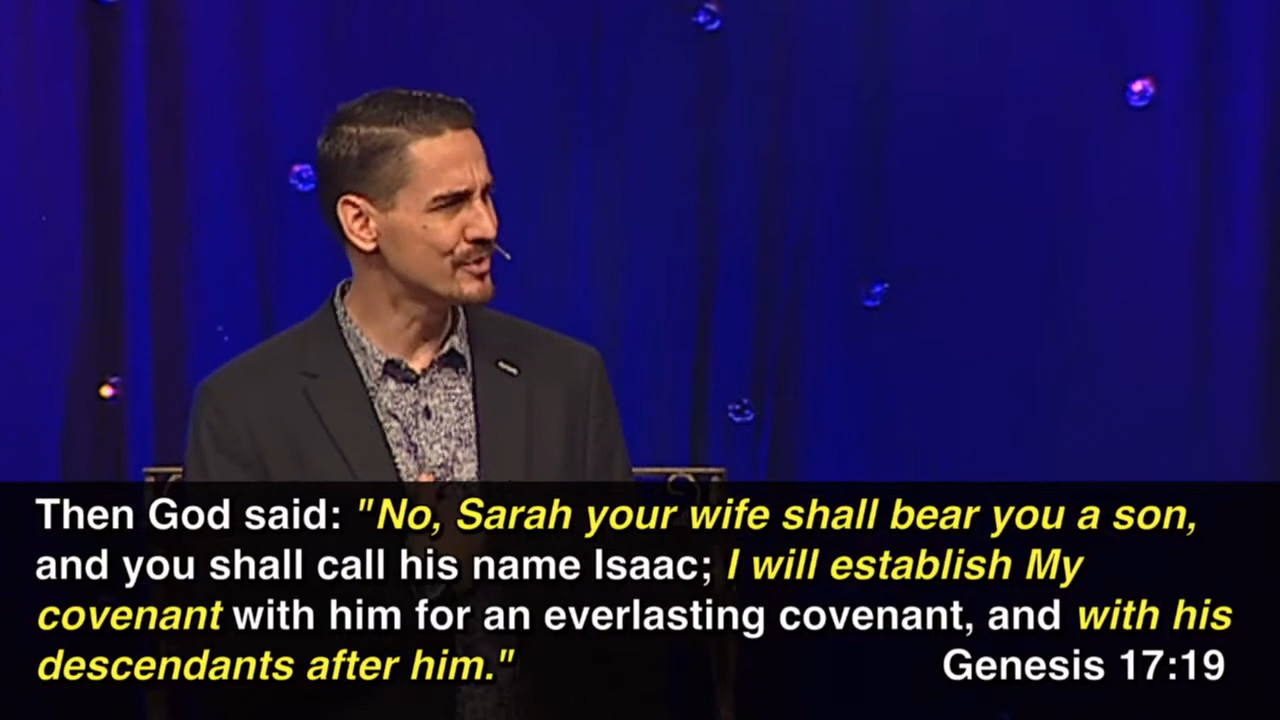 Then God said: "No, Sarah your wife shall bear you a son,
and you shall call his name Isaac; I will establish My
covenant with him for an everlasting covenant, and with his
descendants after him."
Genesis 17:19